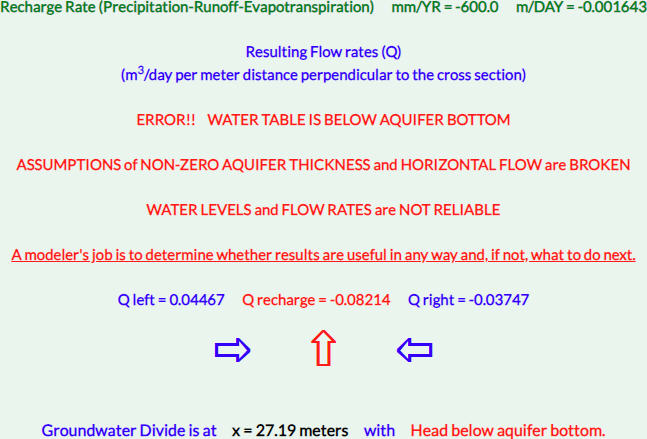 Recharge Rate (Precipitation-Runoff-Evapotranspiration) mm/YR = -600.0 m/DAY = -0.001643
Resulting Flow rates (Q)
(m³/day per meter distance perpendicular to the cross section)
ERROR!! WATER TABLE IS BELOW AQUIFER BOTTOM
ASSUMPTIONS of NON-ZERO AQUIFER THICKNESS and HORIZONTAL FLOW are BROKEN
WATER LEVELS and FLOW RATES are NOT RELIABLE
A modeler's job is to determine whether results are useful in any way and, if not, what to do next.
Q left = 0.04467 Q recharge = -0.08214 Q right = -0.03747
Groundwater Divide is at x = 27.19 meters with Head below aquifer bottom.